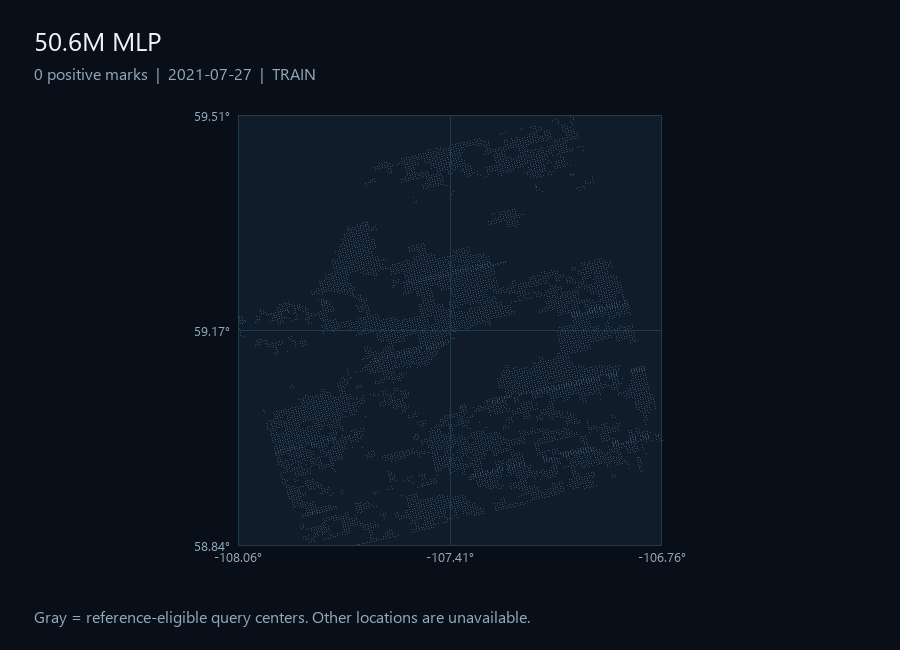 50.6M MLP
0 positive marks | 2021-07-27 | TRAIN
59.51°
59.17°
58.84°
-108.06° -107.41° -106.76°
Gray = reference-eligible query centers. Other locations are unavailable.